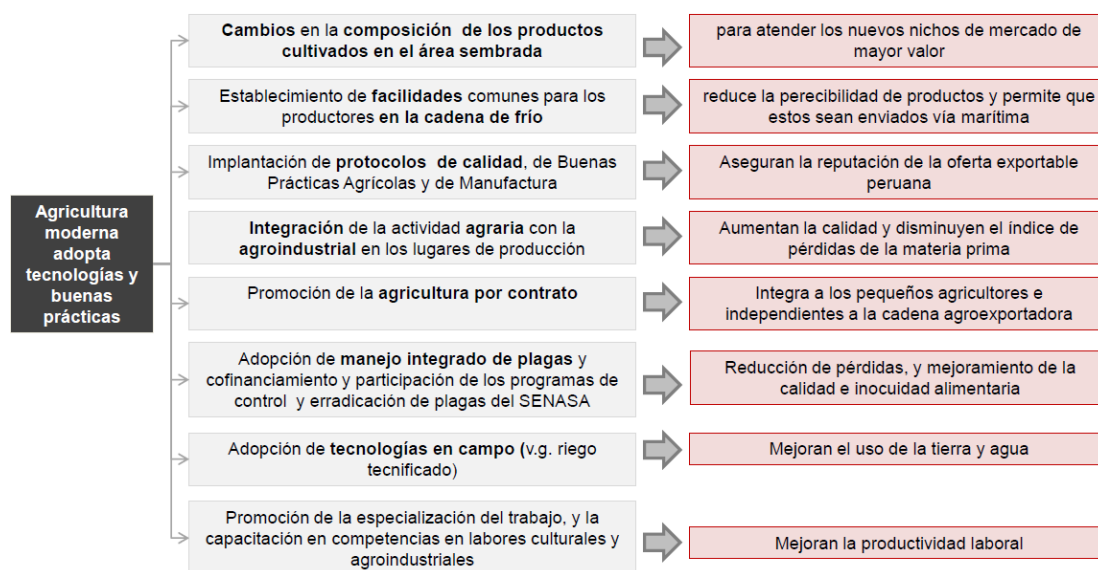 Agricultura
moderna
adopta
tecnologías y
buenas
prácticas
Cambios en la composición de los productos
cultivados en el área sembrada
para atender los nuevos nichos de mercado de
mayor valor
Establecimiento de facilidades comunes para los
productores en la cadena de frío
reduce la perecibilidad de productos y permite que
estos sean enviados vía marítima
Implantación de protocolos de calidad, de Buenas
Prácticas Agrícolas y de Manufactura
Aseguran la reputación de la oferta exportable
peruana
Integración de la actividad agraria con la
agroindustrial en los lugares de producción
Aumentan la calidad y disminuyen el índice de
pérdidas de la materia prima
Promoción de la agricultura por contrato
Integra a los pequeños agricultores e
independientes a la cadena agroexportadora
Adopción de manejo integrado de plagas y
cofinanciamiento y participación de los programas de
control y erradicación de plagas del SENASA
Reducción de pérdidas, y mejoramiento de la
calidad e inocuidad alimentaria
Adopción de tecnologías en campo (v.g. riego
tecnificado)
Mejoran el uso de la tierra y agua
Promoción de la especialización del trabajo, y la
capacitación en competencias en labores culturales y
agroindustriales
Mejoran la productividad laboral